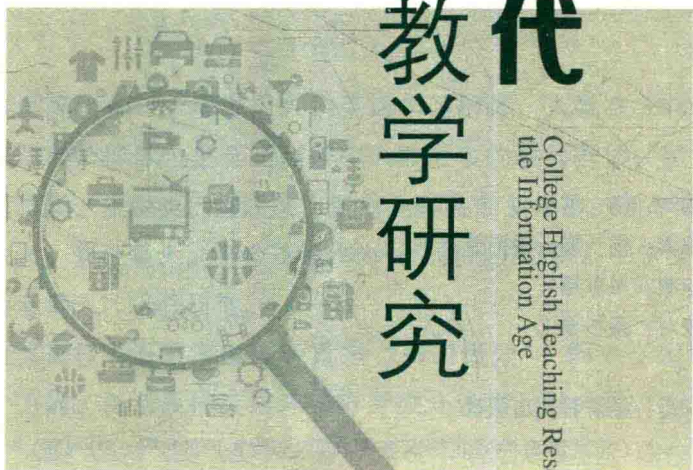 代
教学研究
College English Teaching Res
the Information Age